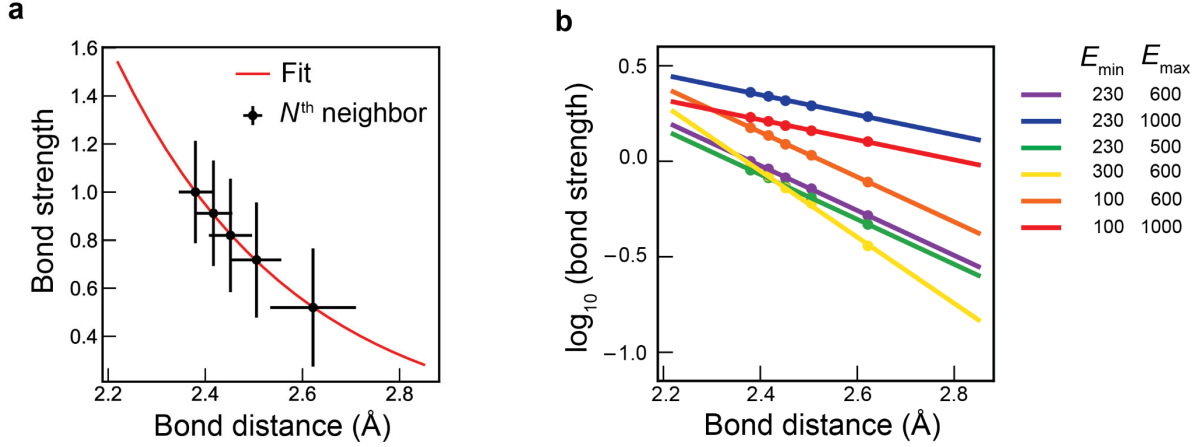 a
1.6
1.4
1.2
1.0
0.8
0.6
0.4
2.2 2.4 2.6 2.8
Bond strength
Bond distance (Å)
Fit
Nth neighbor
b
0.5
0.0
−0.5
−1.0
2.2 2.4 2.6 2.8
log10 (bond strength)
Bond distance (Å)
Emin Emax
230 600
230 1000
230 500
300 600
100 600
100 1000